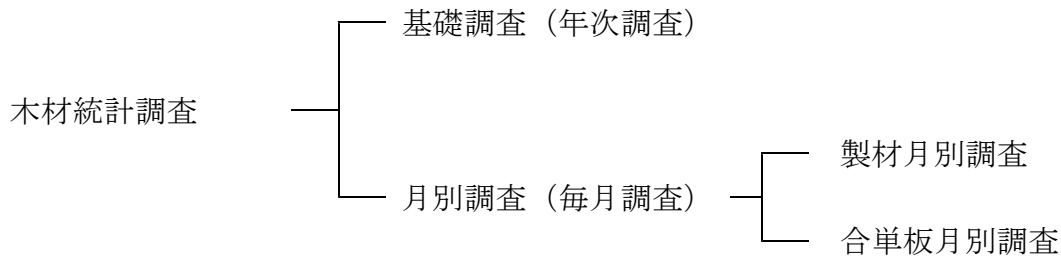 基礎調査（年次調査）
木材統計調査
製材月別調査
月別調査（毎月調査）
合単板月別調査